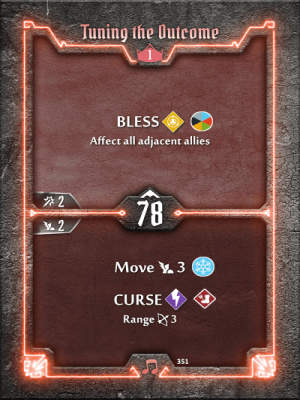 Tuning the Outcome
1
BLESS
Affect all adjacent allies
2
78
2
Move 3
CURSE
Range 3
351